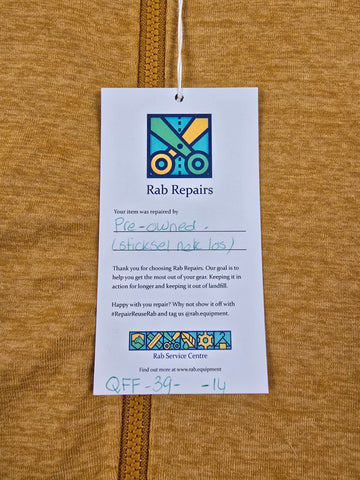 Rab Repairs
Your item was repaired by
Pre-owned.
(stiksel nek los)
Thank you for choosing Rab Repairs. Our goal is to
help you get the most out of your gear. Keeping it in
action for longer and keeping it out of landfill.
Happy with you repair? Why not show it off with
#RepairReuseRab and tag us @rab.equipment.
Rab Service Centre
Find out more at www.rab.equipment
QFF-39- -14